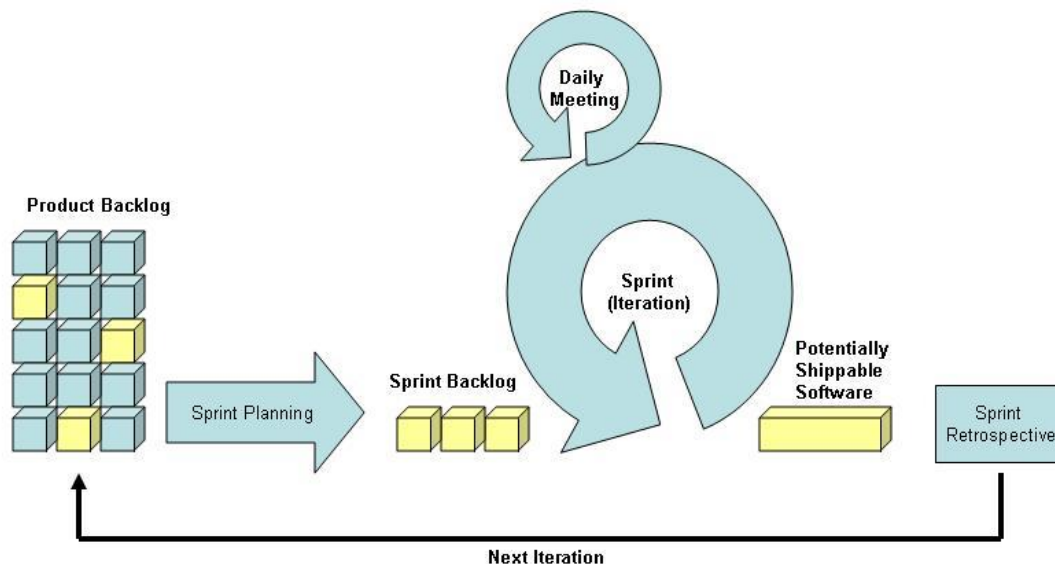 Daily
Meeting
Product Backlog
Sprint
(Iteration)
Potentially
Shippable
Software
Sprint Backlog
Sprint Planning
Sprint
Retrospective
Next Iteration